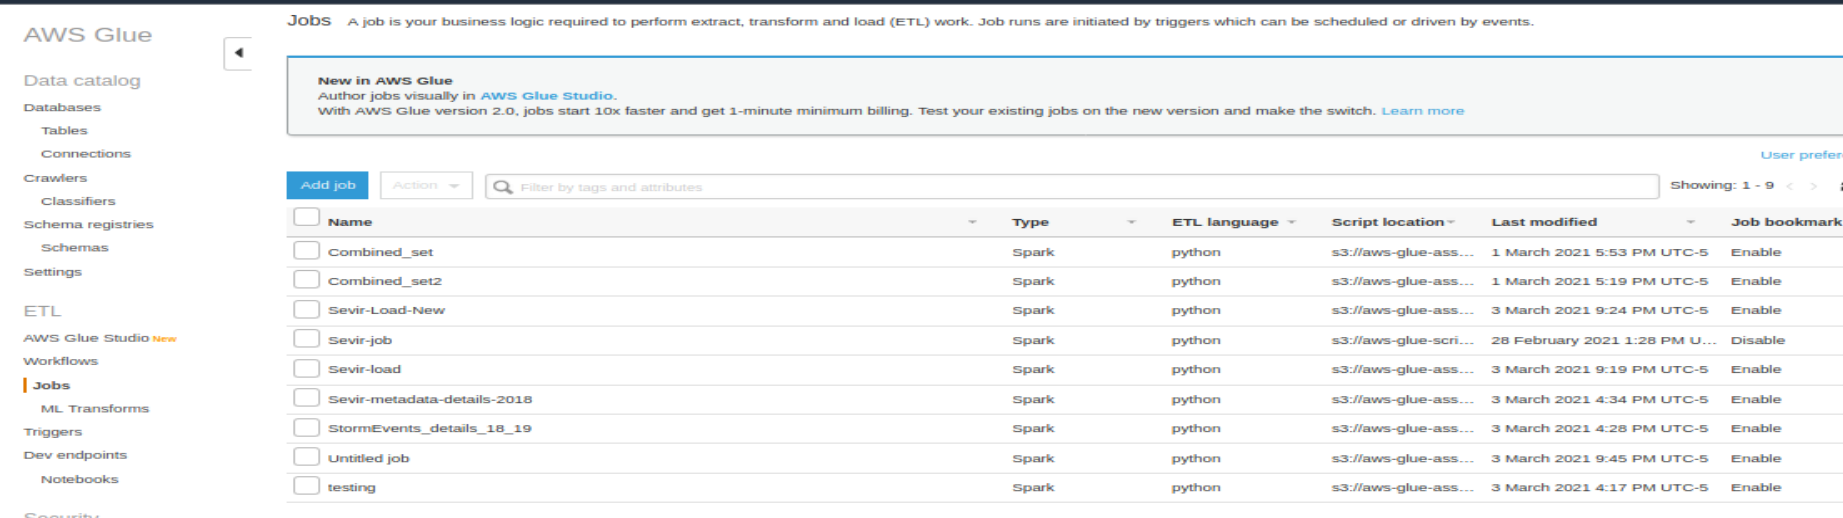 AWS Glue
Data catalog
Databases
Tables
Connections
Crawlers
Classifiers
Schema registries
Schemas
Settings
ETL
AWS Glue Studio New
Workflows
Jobs
ML Transforms
Triggers
Dev endpoints
Notebooks
Security
Jobs A job is your business logic required to perform extract, transform and load (ETL) work. Job runs are initiated by triggers which can be scheduled or driven by events.
New in AWS Glue
Author jobs visually in AWS Glue Studio.
With AWS Glue version 2.0, jobs start 10x faster and get 1-minute minimum billing. Test your existing jobs on the new version and make the switch. Learn more
User prefer
Add job Action Filter by tags and attributes Showing: 1 - 9 < >
Name Type ETL language Script location Last modified Job bookmark
Combined_set Spark python s3://aws-glue-ass... 1 March 2021 5:53 PM UTC-5 Enable
Combined_set2 Spark python s3://aws-glue-ass... 1 March 2021 5:19 PM UTC-5 Enable
Sevir-Load-New Spark python s3://aws-glue-ass... 3 March 2021 9:24 PM UTC-5 Enable
Sevir-job Spark python s3://aws-glue-scri... 28 February 2021 1:28 PM U... Disable
Sevir-load Spark python s3://aws-glue-ass... 3 March 2021 9:19 PM UTC-5 Enable
Sevir-metadata-details-2018 Spark python s3://aws-glue-ass... 3 March 2021 4:34 PM UTC-5 Enable
StormEvents_details_18_19 Spark python s3://aws-glue-ass... 3 March 2021 4:28 PM UTC-5 Enable
Untitled job Spark python s3://aws-glue-ass... 3 March 2021 9:45 PM UTC-5 Enable
testing Spark python s3://aws-glue-ass... 3 March 2021 4:17 PM UTC-5 Enable